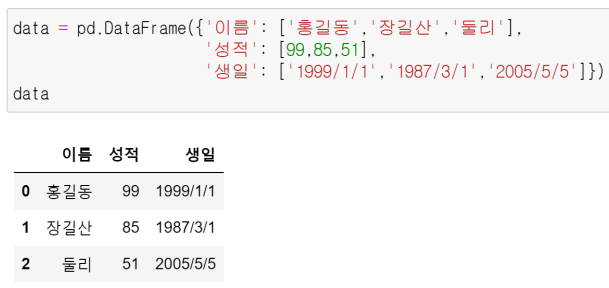 data = pd.DataFrame({'이름': ['홍길동','장길산','둘리'],
'성적': [99,85,51],
'생일': ['1999/1/1','1987/3/1','2005/5/5']})
data
이름 성적 생일
0 홍길동 99 1999/1/1
1 장길산 85 1987/3/1
2 둘리 51 2005/5/5